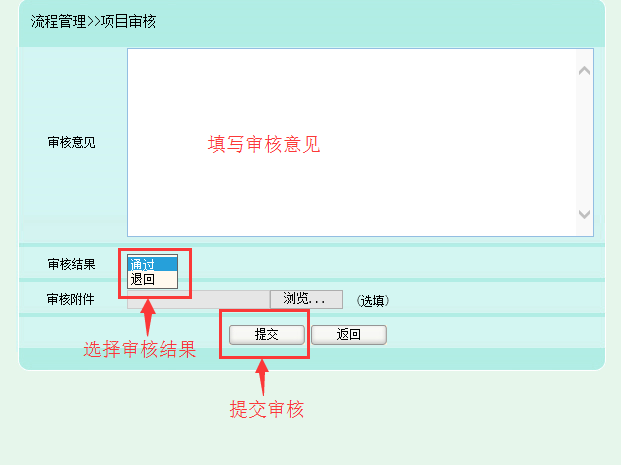 流程管理>>项目审核
审核意见
填写审核意见
审核结果
通过
退回
审核附件
浏览... (选填)
选择审核结果
提交 返回
提交审核